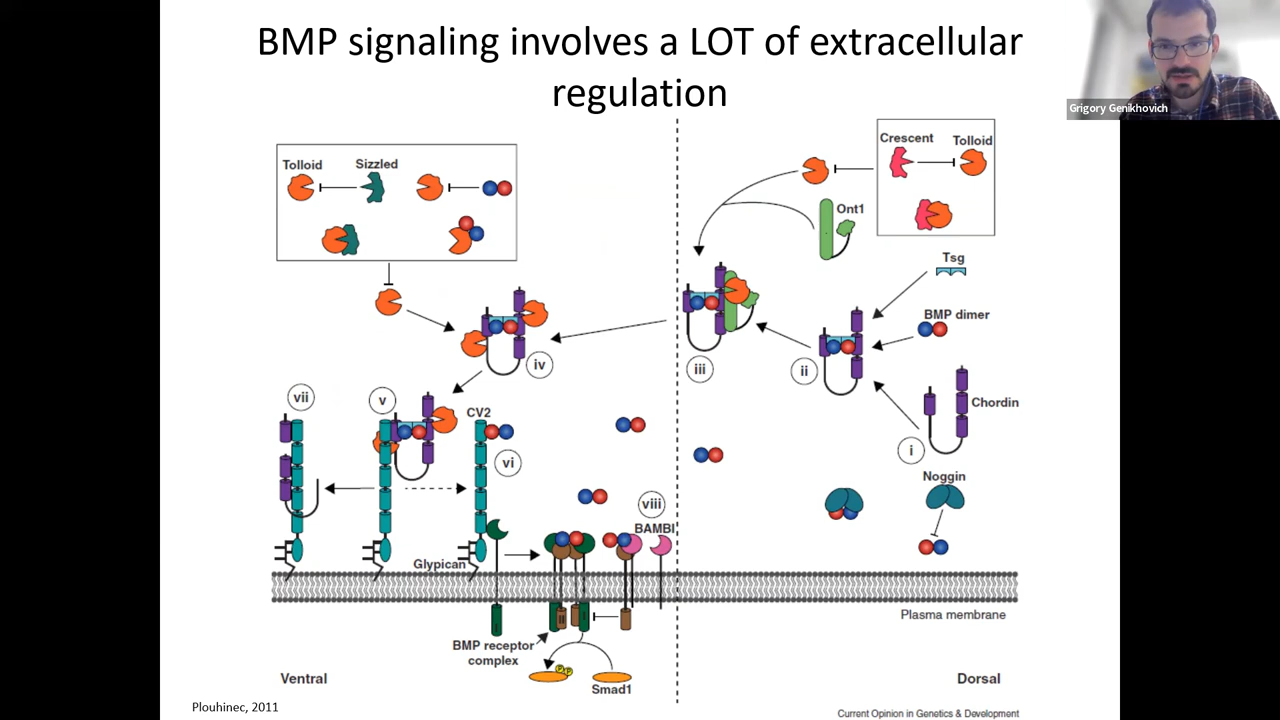 BMP signaling involves a LOT of extracellular
regulation
Grigory Genikhovich
Tolloid
Sizzled
Crescent
Tolloid
Ont1
Tsg
BMP dimer
iv
iii
ii
Chordin
vii
v
CV2
vi
i
Noggin
viii
BAMBI
Glypican
Plasma membrane
BMP receptor
complex
P
P
Smad1
Ventral
Dorsal
Plouhinec, 2011
Current Opinion in Genetics & Development